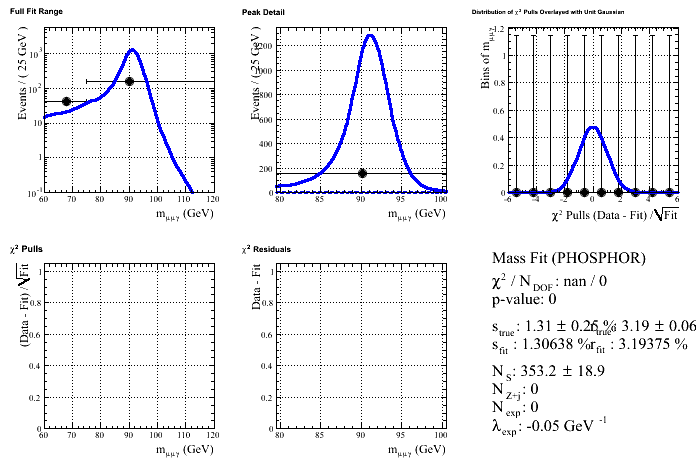 Full Fit Range
Events / ( 25 GeV )
10³
10²
10
1
10⁻¹
60 70 80 90 100 110 120
m_μμγ (GeV)
Peak Detail
Events / ( 25 GeV )
1200
1000
800
600
400
200
0
80 85 90 95 100
m_μμγ (GeV)
Distribution of χ² Pulls Overlayed with Unit Gaussian
Bins of m_μμγ
1.2
1
0.8
0.6
0.4
0.2
0
-6 -4 -2 0 2 4 6
χ² Pulls (Data - Fit) /√Fit
χ² Pulls
(Data - Fit) /√Fit
1
0.8
0.6
0.4
0.2
0
60 70 80 90 100 110 120
m_μμγ (GeV)
χ² Residuals
Data - Fit
1
0.8
0.6
0.4
0.2
0
80 85 90 95 100
m_μμγ (GeV)
Mass Fit (PHOSPHOR)
χ² / N_DOF : nan / 0
p-value: 0
s_true : 1.31 ± 0.25 % r_true : 3.19 ± 0.06
s_fit : 1.30638 % r_fit : 3.19375 %
N_S : 353.2 ± 18.9
N_Z+j : 0
N_exp : 0
λ_exp : -0.05 GeV⁻¹